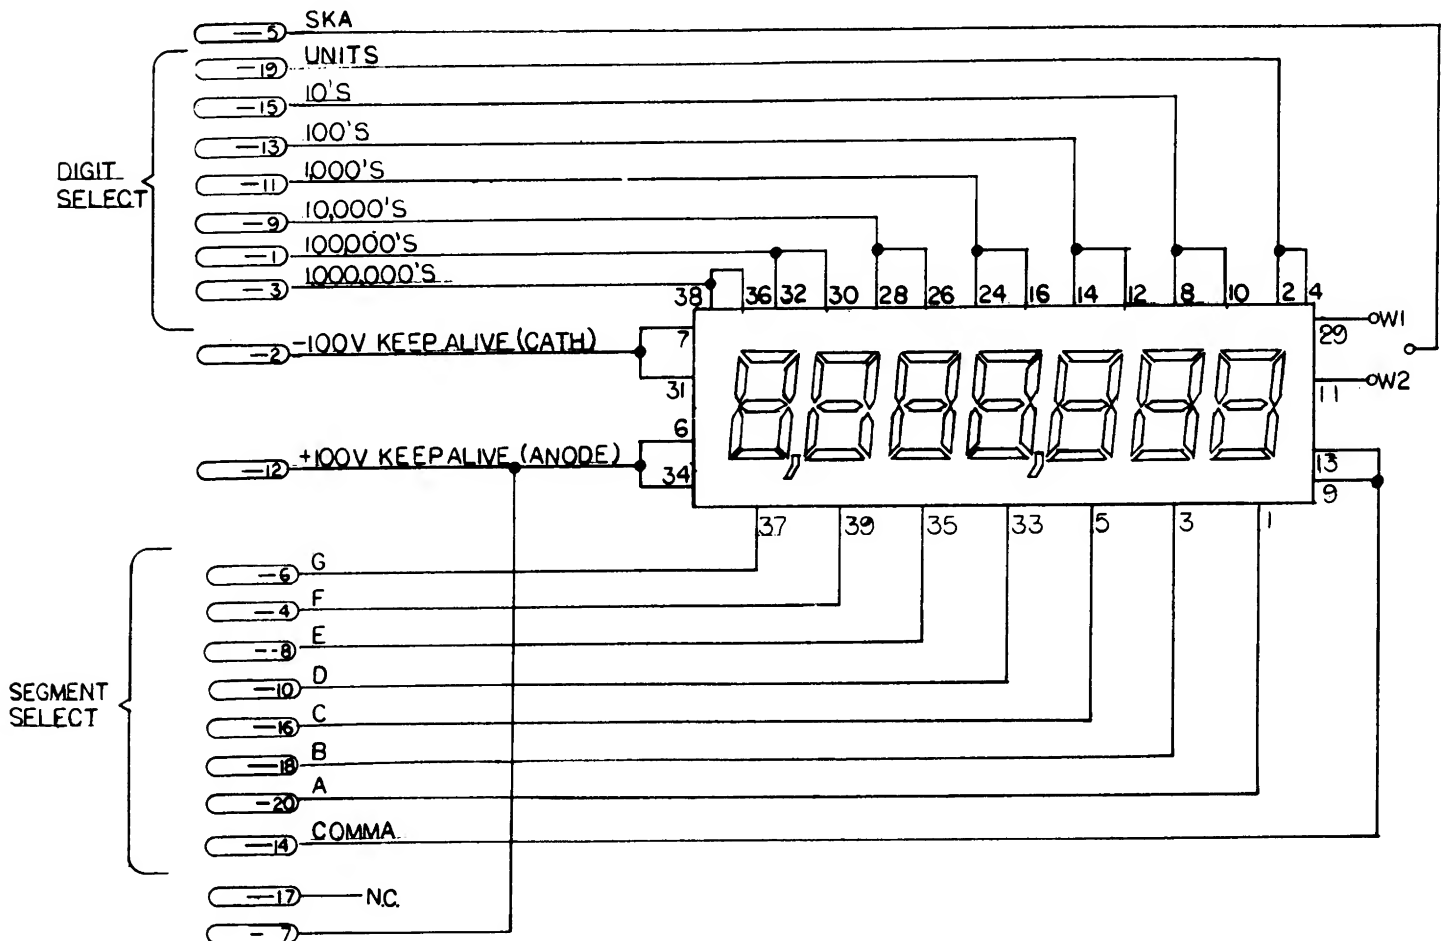 —5 SKA
—19 UNITS
—15 10'S
—13 100'S
—11 1,000'S
—9 10,000'S
—1 100,000'S
—3 1,000,000'S
DIGIT
SELECT
38 36 32 30 28 26 24 16 14 12 8 10 2 4
—2 -100V KEEP ALIVE (CATH)
7
31
29 W1
11 W2
—12 +100V KEEP ALIVE (ANODE)
6
34
13
9
37 39 35 33 5 3 1
SEGMENT
SELECT
—6 G
—4 F
--8 E
—10 D
—16 C
—18 B
—20 A
—14 COMMA
—17 N.C.
-7